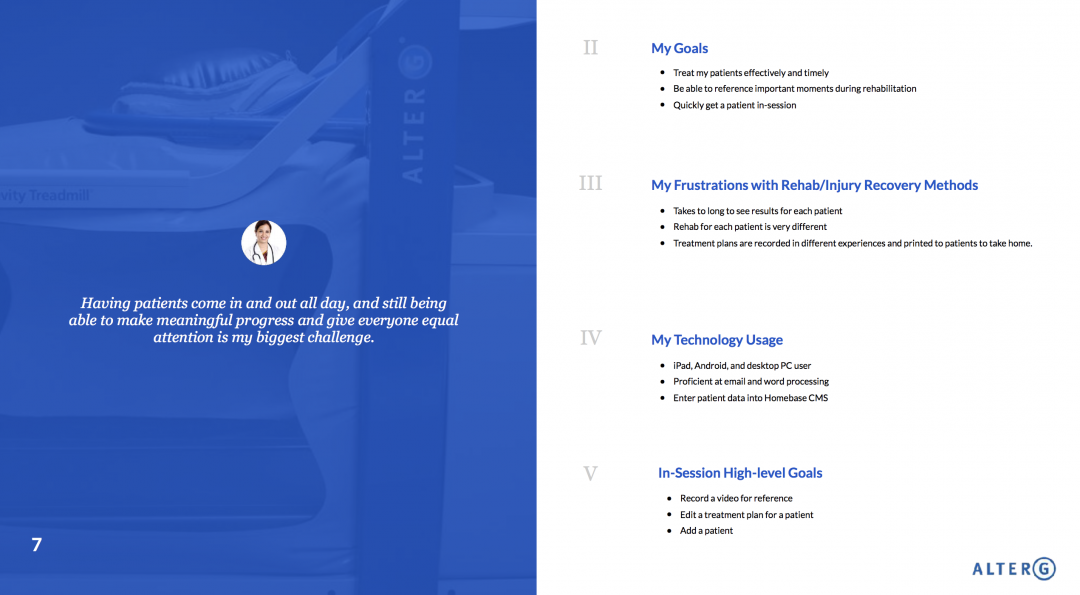 ALTER G
vity Treadmill
Having patients come in and out all day, and still being
able to make meaningful progress and give everyone equal
attention is my biggest challenge.
7
II
My Goals
• Treat my patients effectively and timely
• Be able to reference important moments during rehabilitation
• Quickly get a patient in-session
III
My Frustrations with Rehab/Injury Recovery Methods
• Takes to long to see results for each patient
• Rehab for each patient is very different
• Treatment plans are recorded in different experiences and printed to patients to take home.
IV
My Technology Usage
• iPad, Android, and desktop PC user
• Proficient at email and word processing
• Enter patient data into Homebase CMS
V
In-Session High-level Goals
• Record a video for reference
• Edit a treatment plan for a patient
• Add a patient
ALTER G